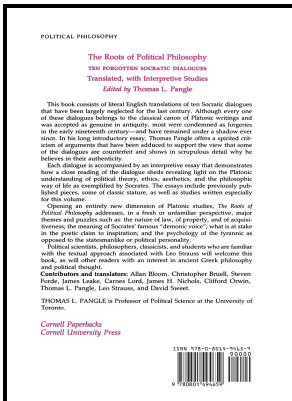 POLITICAL PHILOSOPHY
The Roots of Political Philosophy
TEN FORGOTTEN SOCRATIC DIALOGUES
Translated, with Interpretive Studies
Edited by Thomas L. Pangle
This book consists of literal English translations of ten Socratic dialogues
that have been largely neglected for the last century. Although every one
of these dialogues belongs to the classical canon of Platonic writings and
was accepted as genuine in antiquity, most were condemned as forgeries
in the early nineteenth century—and have remained under a shadow ever
since. In his long introductory essay, Thomas Pangle offers a spirited crit-
icism of arguments that have been adduced to support the view that some
of the dialogues are counterfeit and shows in scrupulous detail why he
believes in their authenticity.
Each dialogue is accompanied by an interpretive essay that demonstrates
how a close reading of the dialogue sheds revealing light on the Platonic
understanding of political theory, ethics, aesthetics, and the philosophic
way of life as exemplified by Socrates. The essays include previously pub-
lished pieces, some of classic stature, as well as studies written especially
for this volume.
Opening an entirely new dimension of Platonic studies, The Roots of
Political Philosophy addresses, in a fresh or unfamiliar perspective, major
themes and puzzles such as: the nature of law, of property, and of acquisi-
tiveness; the meaning of Socrates' famous "demonic voice"; what is at stake
in the poetic claim to inspiration; and the psychology of the tyrannic as
opposed to the statesmanlike or political personality.
Political scientists, philosophers, classicists, and students who are familiar
with the textual approach associated with Leo Strauss will welcome this
book, as will other readers with an interest in ancient Greek philosophy
and political thought.
Contributors and translators: Allan Bloom, Christopher Bruell, Steven
Forde, James Leake, Carnes Lord, James H. Nichols, Clifford Orwin,
Thomas L. Pangle, Leo Strauss, and David Sweet.
THOMAS L. PANGLE is Professor of Political Science at the University of
Toronto.
Cornell Paperbacks
Cornell University Press
ISBN 978-0-8014-9465-9
90000
9 780801 494659